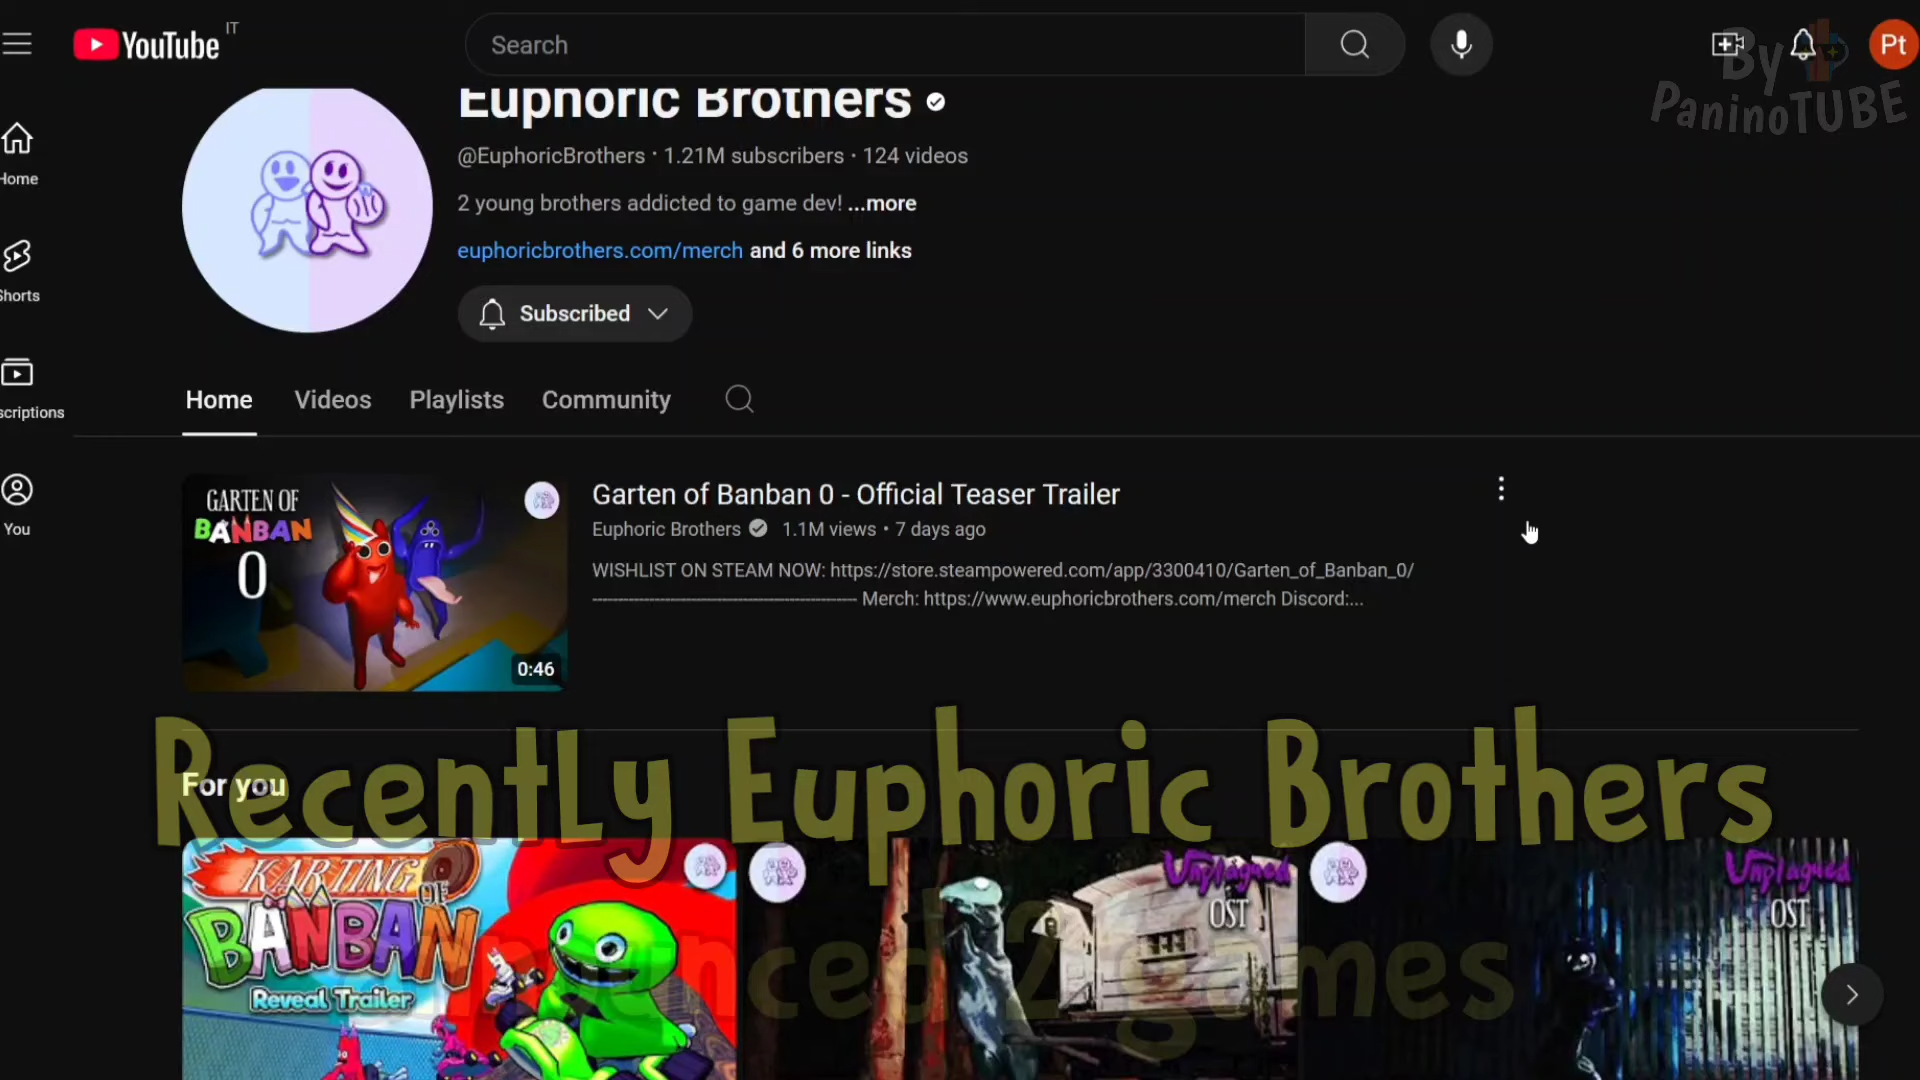 YouTube IT
Search
Pt
By
PaninoTUBE
Home
Shorts
scriptions
You
Euphoric Brothers
@EuphoricBrothers · 1.21M subscribers · 124 videos
2 young brothers addicted to game dev! ...more
euphoricbrothers.com/merch and 6 more links
Subscribed
Home Videos Playlists Community
GARTEN OF
BANBAN
0
0:46
Garten of Banban 0 - Official Teaser Trailer
Euphoric Brothers 1.1M views • 7 days ago
WISHLIST ON STEAM NOW: https://store.steampowered.com/app/3300410/Garten_of_Banban_0/
------------------------------------------------ Merch: https://www.euphoricbrothers.com/merch Discord:...
Recently Euphoric Brothers
announced 2 games
For you
KARTING OF
BANBAN
Reveal Trailer
Unplagued
OST
Unplagued
OST